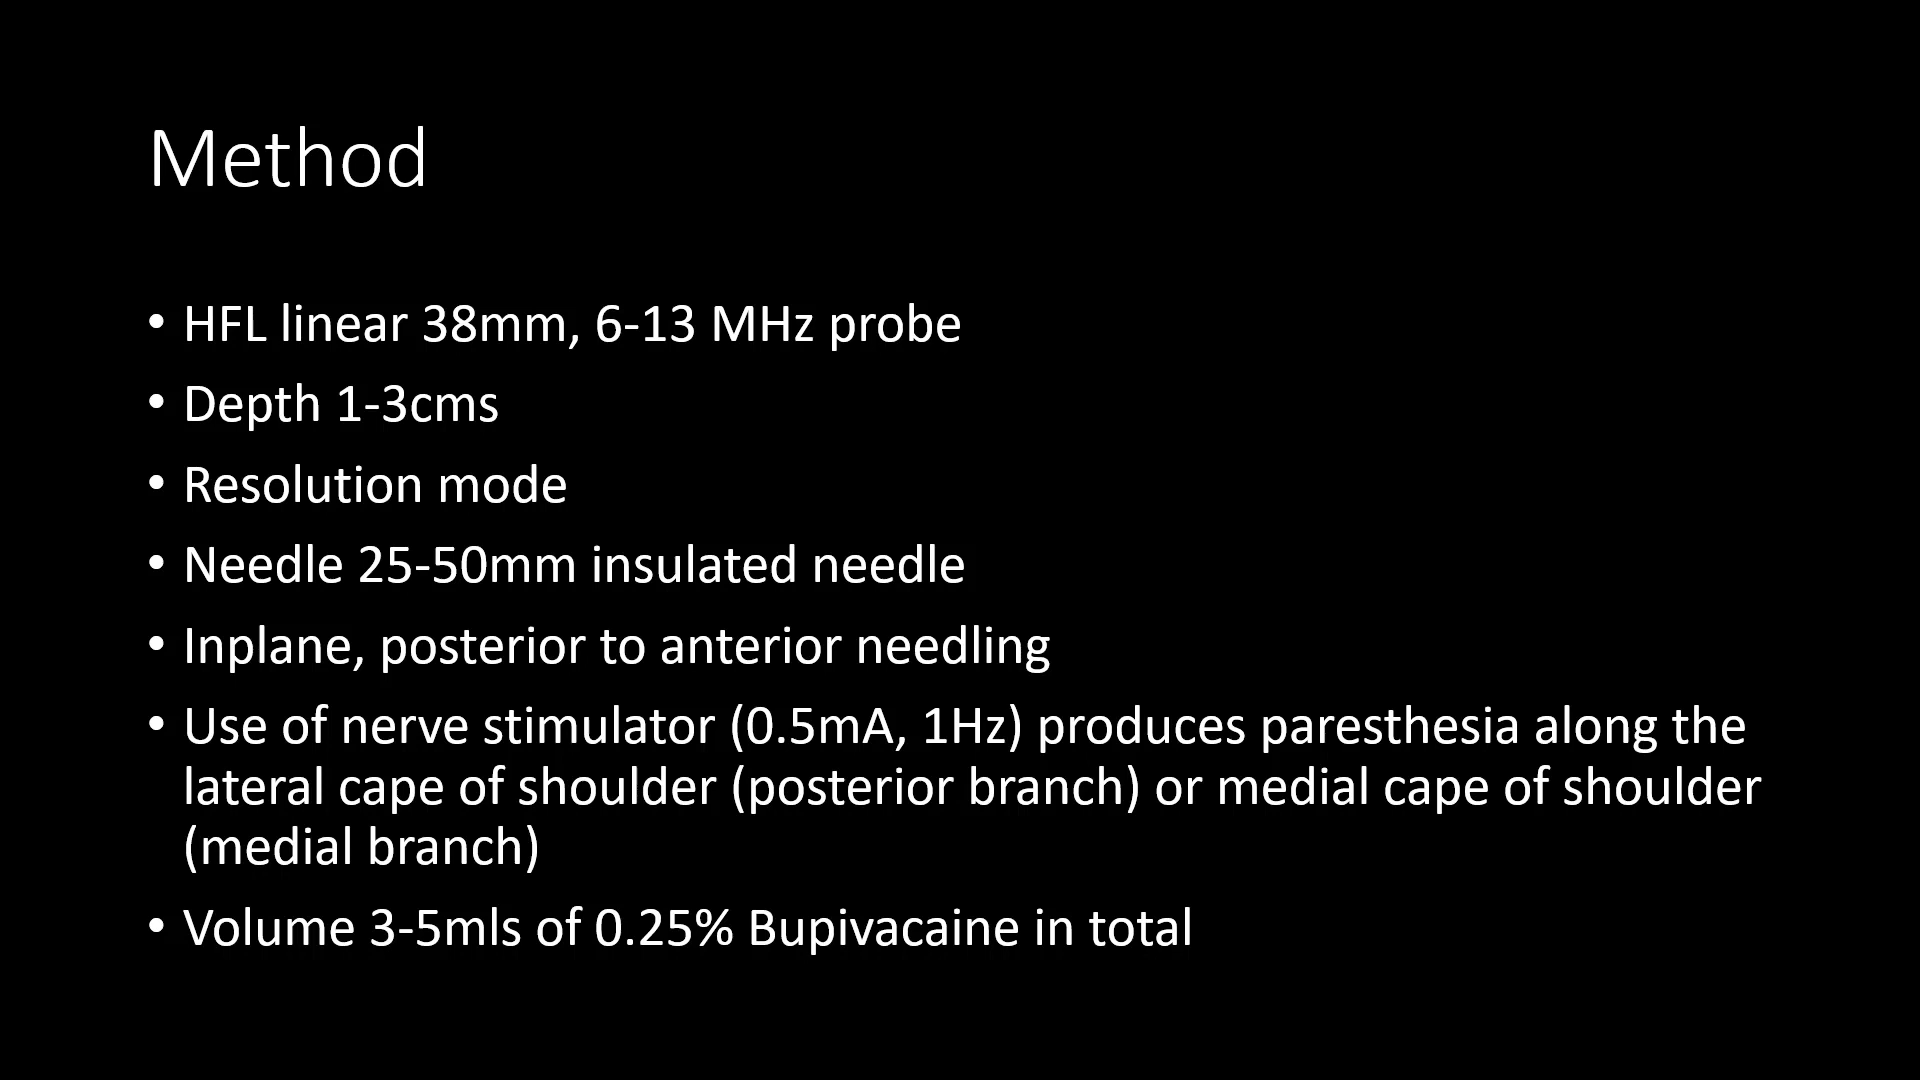 Method
• HFL linear 38mm, 6-13 MHz probe
• Depth 1-3cms
• Resolution mode
• Needle 25-50mm insulated needle
• Inplane, posterior to anterior needling
• Use of nerve stimulator (0.5mA, 1Hz) produces paresthesia along the
lateral cape of shoulder (posterior branch) or medial cape of shoulder
(medial branch)
• Volume 3-5mls of 0.25% Bupivacaine in total